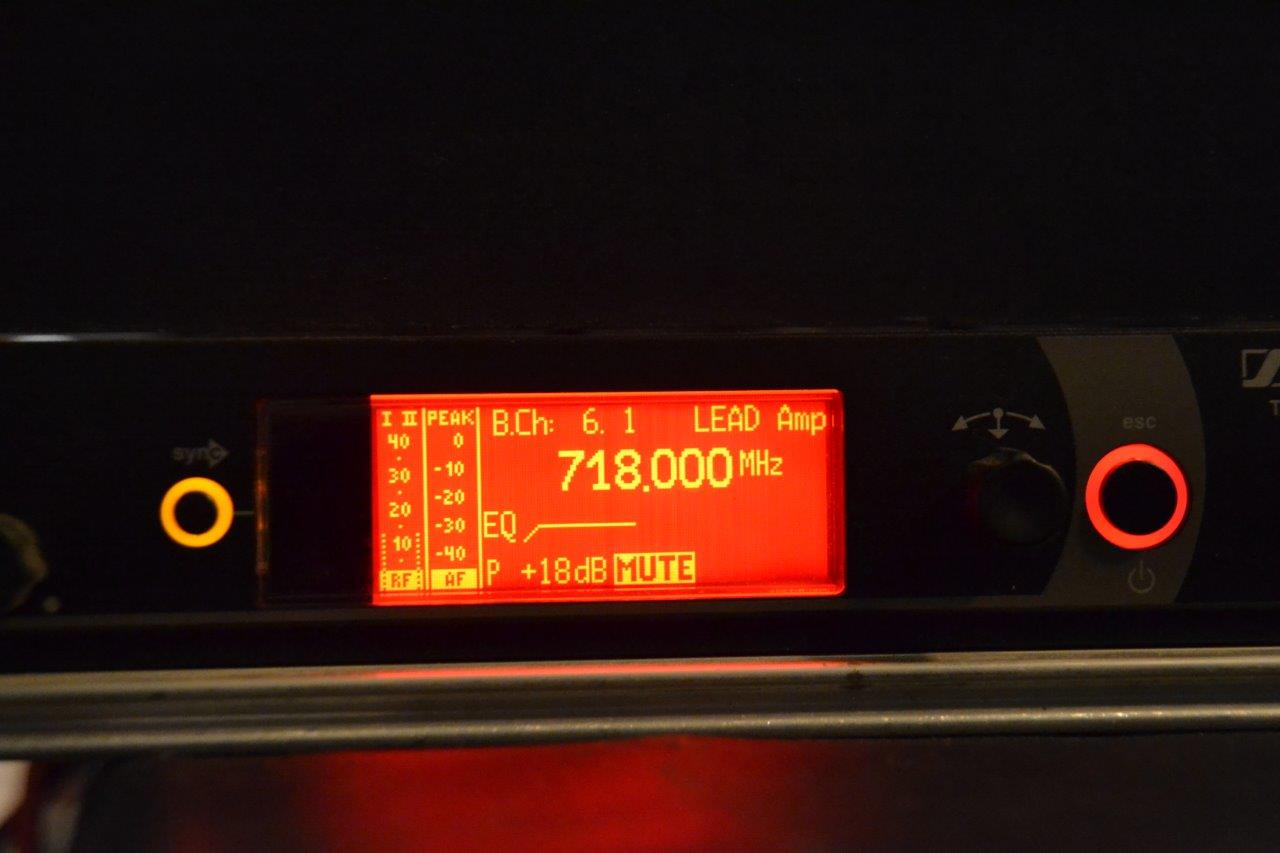 sync
I II PEAK B.Ch: 6. 1 LEAD Amp
40 0
718.000 MHz
30 -10
20 -20
EQ
10 -30
-40
RF AF P +18dB MUTE
esc